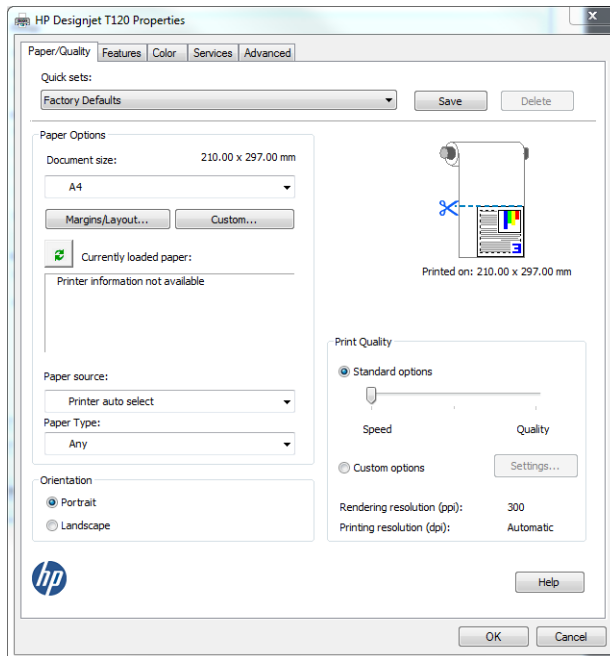 HP Designjet T120 Properties
X
Paper/Quality Features Color Services Advanced
Quick sets:
Factory Defaults
Save
Delete
Paper Options
Document size: 210.00 x 297.00 mm
A4
Margins/Layout...
Custom...
Currently loaded paper:
Printer information not available
Paper source:
Printer auto select
Paper Type:
Any
Orientation
Portrait
Landscape
3
Printed on: 210.00 x 297.00 mm
Print Quality
Standard options
Speed Quality
Custom options
Settings...
Rendering resolution (ppi): 300
Printing resolution (dpi): Automatic
hp
Help
OK
Cancel